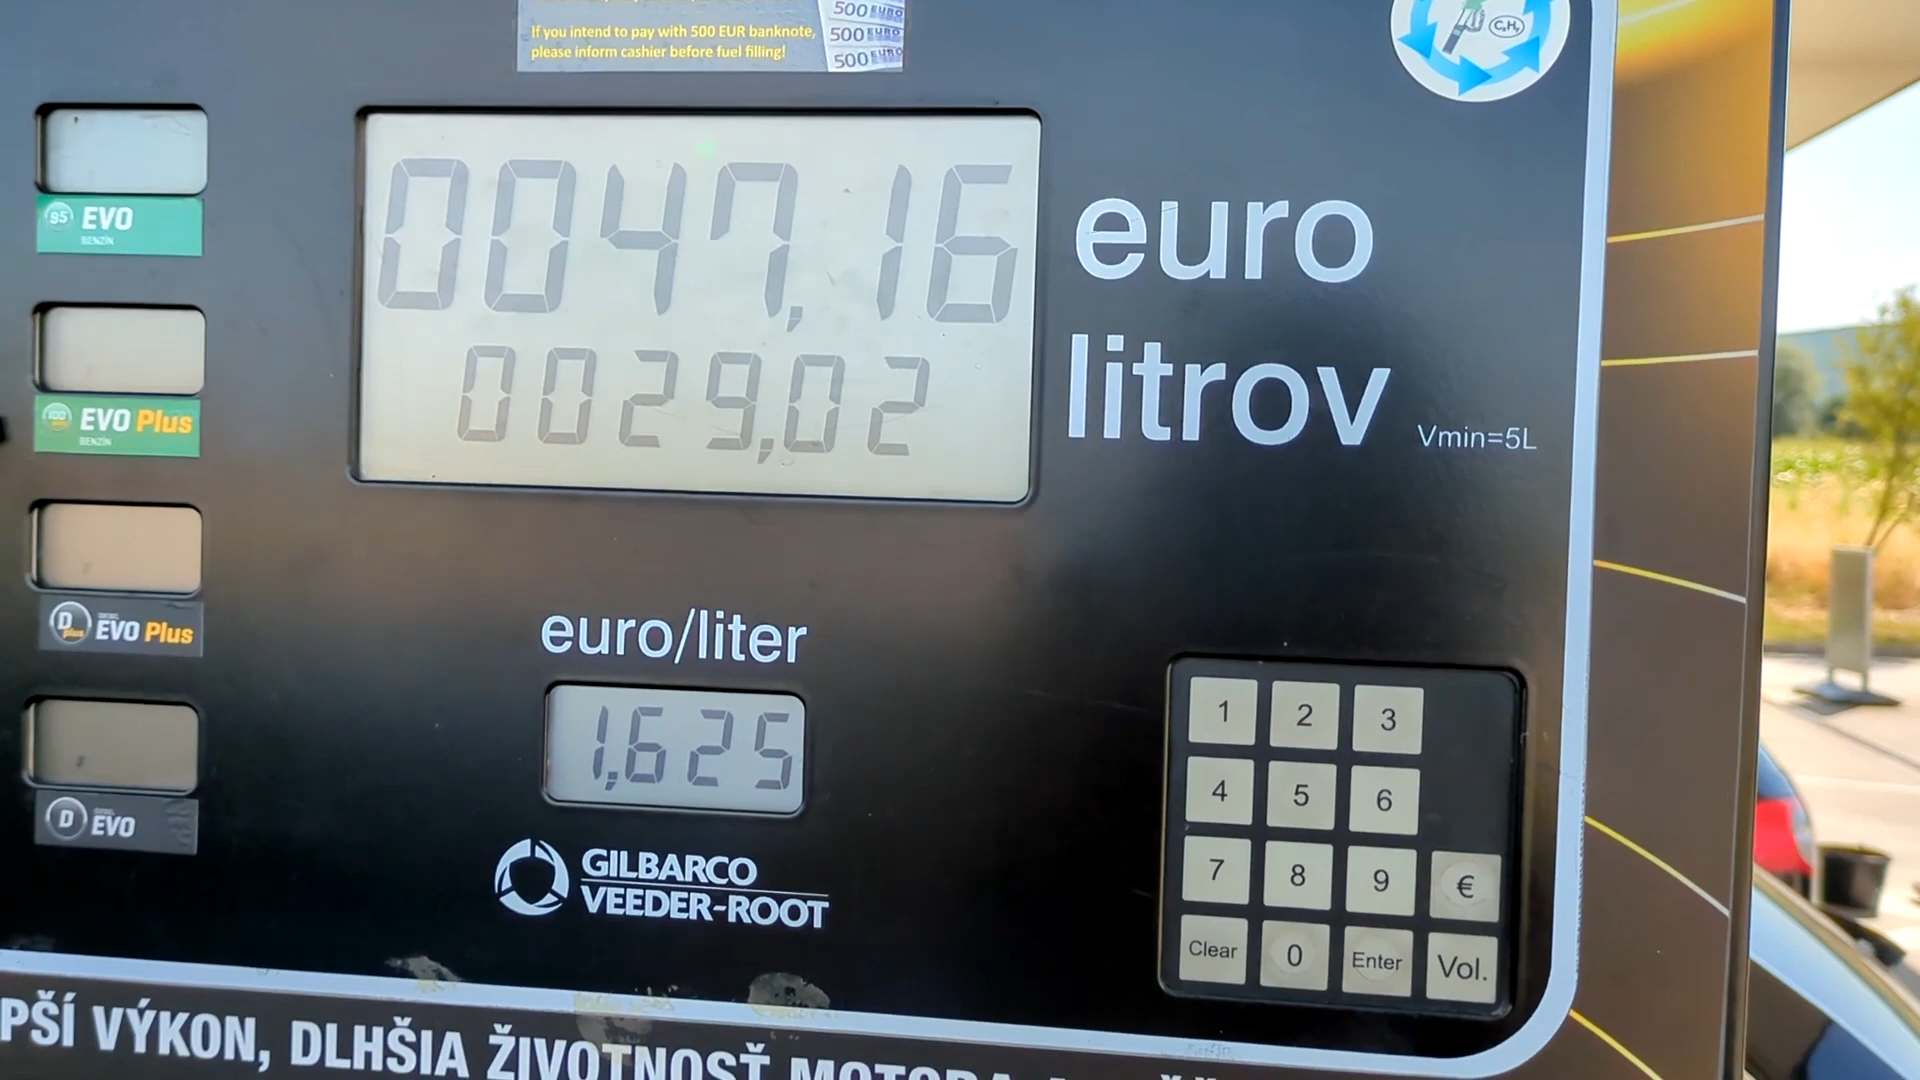 If you intend to pay with 500 EUR banknote,
please inform cashier before fuel filling!
500 EURO
500 EURO
500 EURO
CxHy
95 EVO
BENZÍN
100 EVO Plus
BENZÍN
D plus EVO Plus
D EVO
0047,16 euro
0029,02 litrov
Vmin=5L
euro/liter
1,625
GILBARCO
VEEDER-ROOT
1 2 3
4 5 6
7 8 9 €
Clear 0 Enter Vol.
PŠÍ VÝKON, DLHŠIA ŽIVOTNOSŤ MOTORA